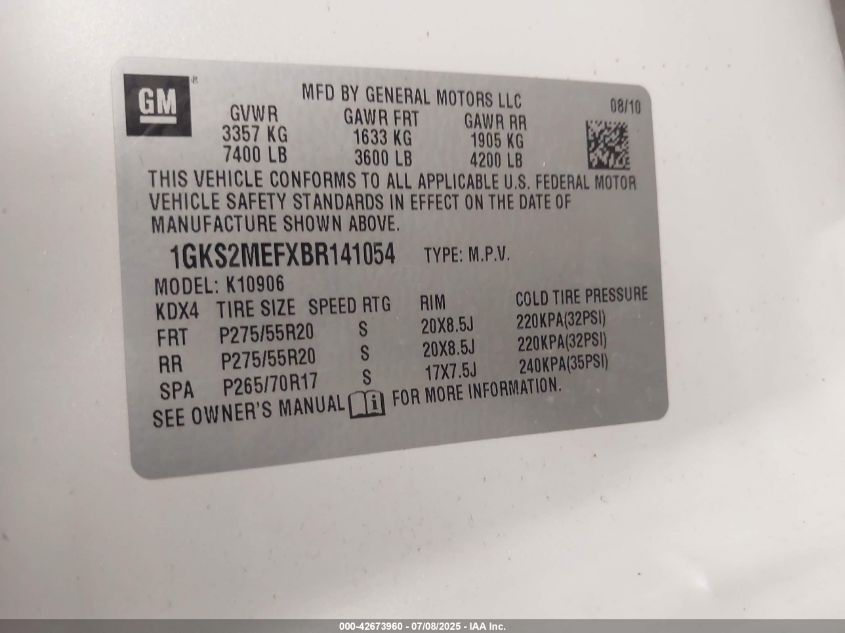 GM
MFD BY GENERAL MOTORS LLC
08/10
GVWR GAWR FRT GAWR RR
3357 KG 1633 KG 1905 KG
7400 LB 3600 LB 4200 LB
THIS VEHICLE CONFORMS TO ALL APPLICABLE U.S. FEDERAL MOTOR
VEHICLE SAFETY STANDARDS IN EFFECT ON THE DATE OF
MANUFACTURE SHOWN ABOVE.
1GKS2MEFXBR141054 TYPE: M.P.V.
MODEL: K10906
KDX4 TIRE SIZE SPEED RTG RIM COLD TIRE PRESSURE
FRT P275/55R20 S 20X8.5J 220KPA(32PSI)
RR P275/55R20 S 20X8.5J 220KPA(32PSI)
SPA P265/70R17 S 17X7.5J 240KPA(35PSI)
SEE OWNER'S MANUAL i FOR MORE INFORMATION.
000-42673960 - 07/08/2025 - IAA Inc.